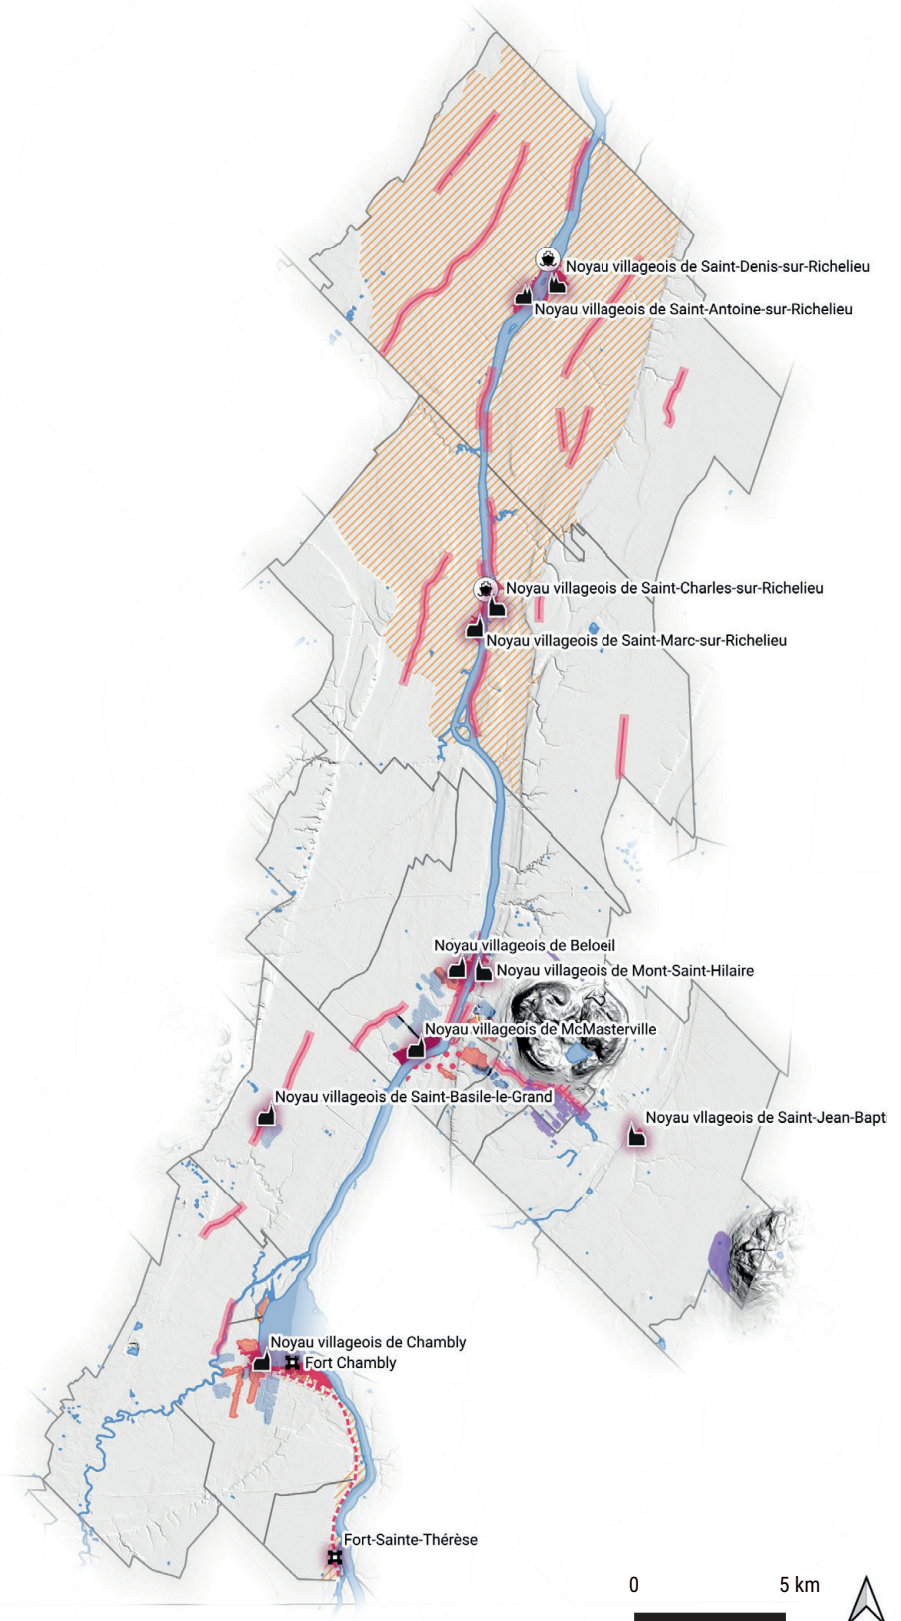 Noyau villageois de Saint-Denis-sur-Richelieu
Noyau villageois de Saint-Antoine-sur-Richelieu
Noyau villageois de Saint-Charles-sur-Richelieu
Noyau villageois de Saint-Marc-sur-Richelieu
Noyau villageois de Beloeil
Noyau villageois de Mont-Saint-Hilaire
Noyau villageois de McMasterville
Noyau villageois de Saint-Basile-le-Grand
Noyau vllageois de Saint-Jean-Bapt
Noyau villageois de Chambly
Fort Chambly
Fort-Sainte-Thérèse
0 5 km